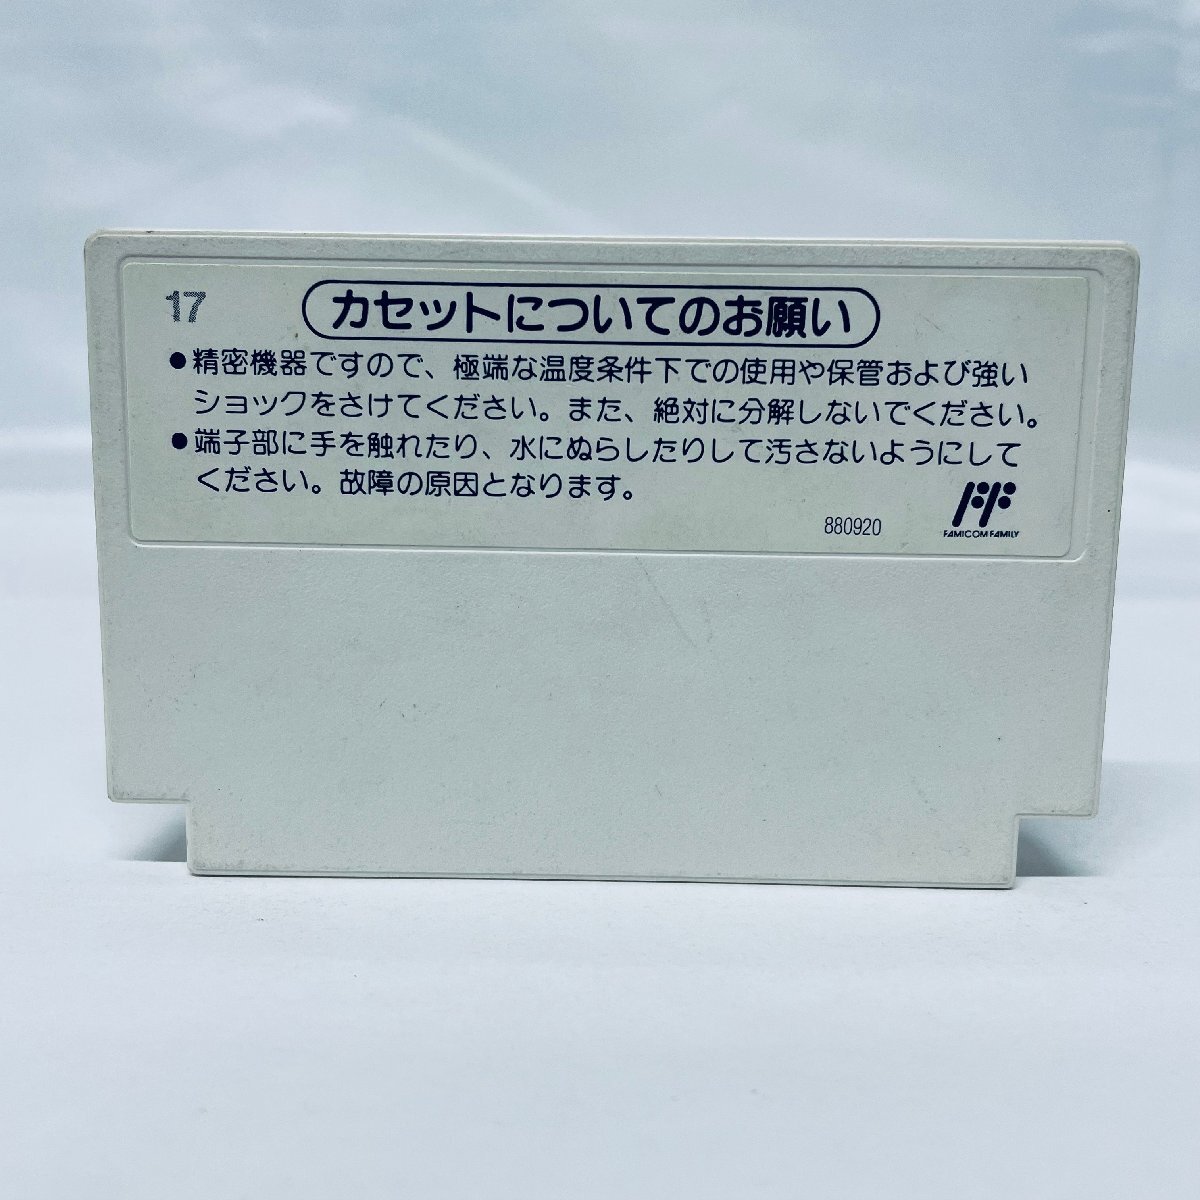 17
カセットについてのお願い
●精密機器ですので、極端な温度条件下での使用や保管および強い
ショックをさけてください。また、絶対に分解しないでください。
●端子部に手を触れたり、水にぬらしたりして汚さないようにして
ください。故障の原因となります。
880920
FAMICOM FAMILY